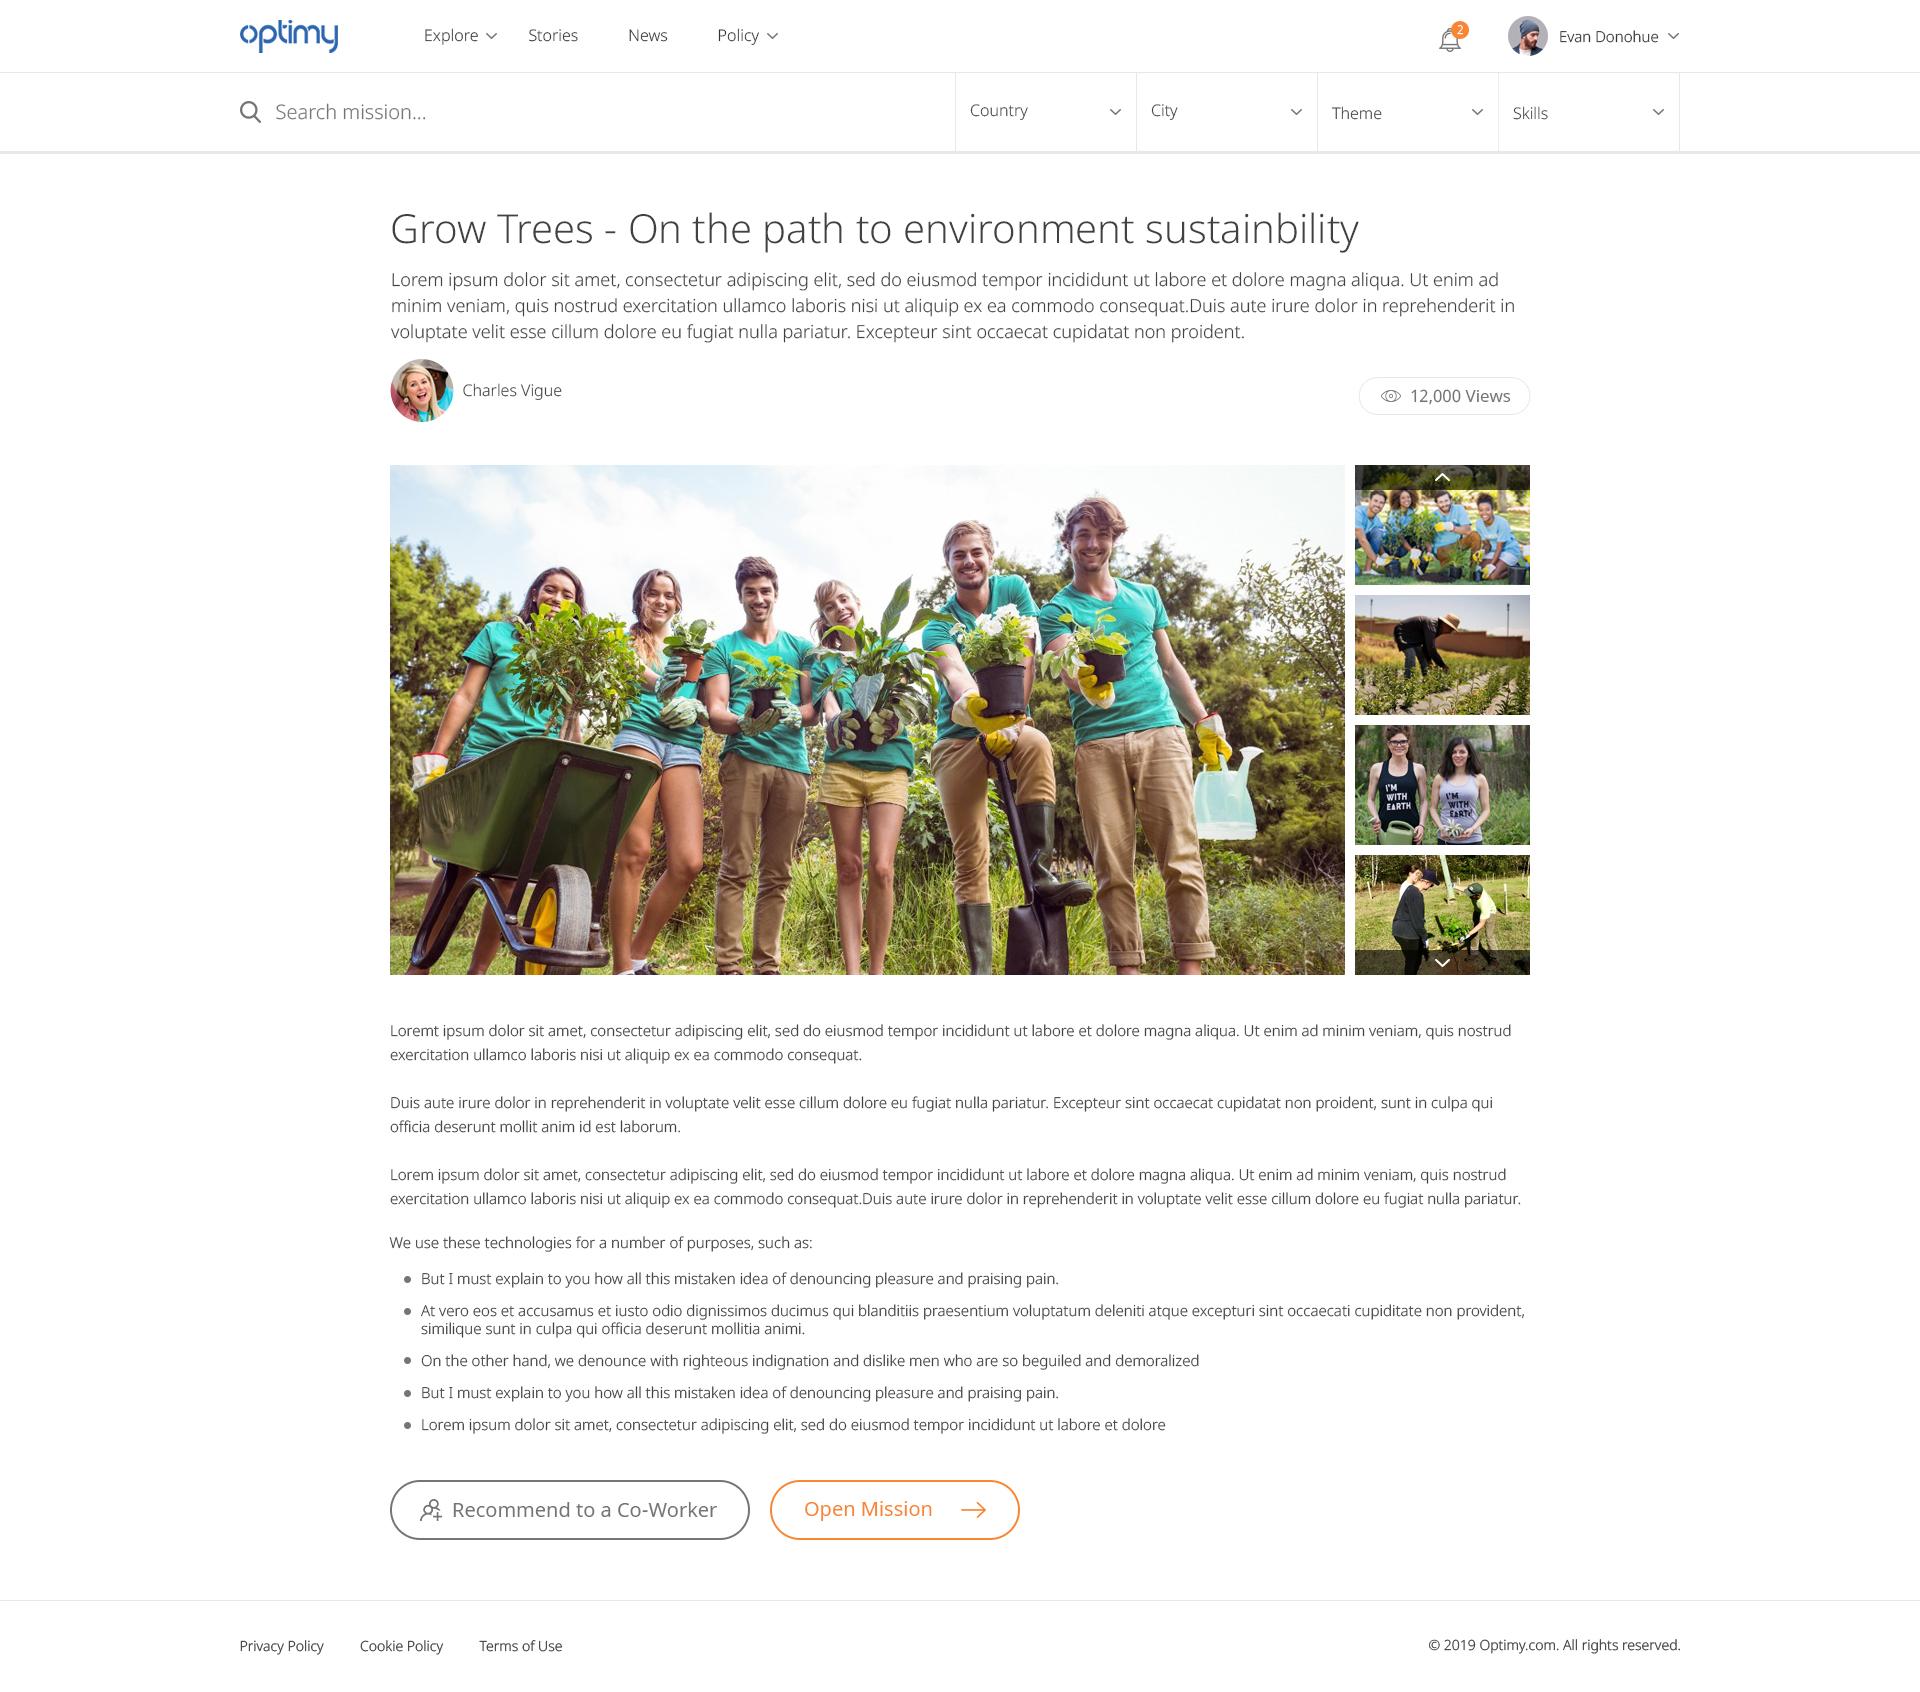 optimy
Explore
Stories
News
Policy
2
Evan Donohue
Search mission...
Country
City
Theme
Skills
Grow Trees - On the path to environment sustainbility
Lorem ipsum dolor sit amet, consectetur adipiscing elit, sed do eiusmod tempor incididunt ut labore et dolore magna aliqua. Ut enim ad
minim veniam, quis nostrud exercitation ullamco laboris nisi ut aliquip ex ea commodo consequat.Duis aute irure dolor in reprehenderit in
voluptate velit esse cillum dolore eu fugiat nulla pariatur. Excepteur sint occaecat cupidatat non proident.
Charles Vigue
12,000 Views
I'M
WITH
EARTH
I'M
WITH
EARTH
Loremt ipsum dolor sit amet, consectetur adipiscing elit, sed do eiusmod tempor incididunt ut labore et dolore magna aliqua. Ut enim ad minim veniam, quis nostrud
exercitation ullamco laboris nisi ut aliquip ex ea commodo consequat.
Duis aute irure dolor in reprehenderit in voluptate velit esse cillum dolore eu fugiat nulla pariatur. Excepteur sint occaecat cupidatat non proident, sunt in culpa qui
officia deserunt mollit anim id est laborum.
Lorem ipsum dolor sit amet, consectetur adipiscing elit, sed do eiusmod tempor incididunt ut labore et dolore magna aliqua. Ut enim ad minim veniam, quis nostrud
exercitation ullamco laboris nisi ut aliquip ex ea commodo consequat.Duis aute irure dolor in reprehenderit in voluptate velit esse cillum dolore eu fugiat nulla pariatur.
We use these technologies for a number of purposes, such as:
But I must explain to you how all this mistaken idea of denouncing pleasure and praising pain.
At vero eos et accusamus et iusto odio dignissimos ducimus qui blanditiis praesentium voluptatum deleniti atque excepturi sint occaecati cupiditate non provident,
similique sunt in culpa qui officia deserunt mollitia animi.
On the other hand, we denounce with righteous indignation and dislike men who are so beguiled and demoralized
But I must explain to you how all this mistaken idea of denouncing pleasure and praising pain.
Lorem ipsum dolor sit amet, consectetur adipiscing elit, sed do eiusmod tempor incididunt ut labore et dolore
Recommend to a Co-Worker
Open Mission
Privacy Policy
Cookie Policy
Terms of Use
© 2019 Optimy.com. All rights reserved.